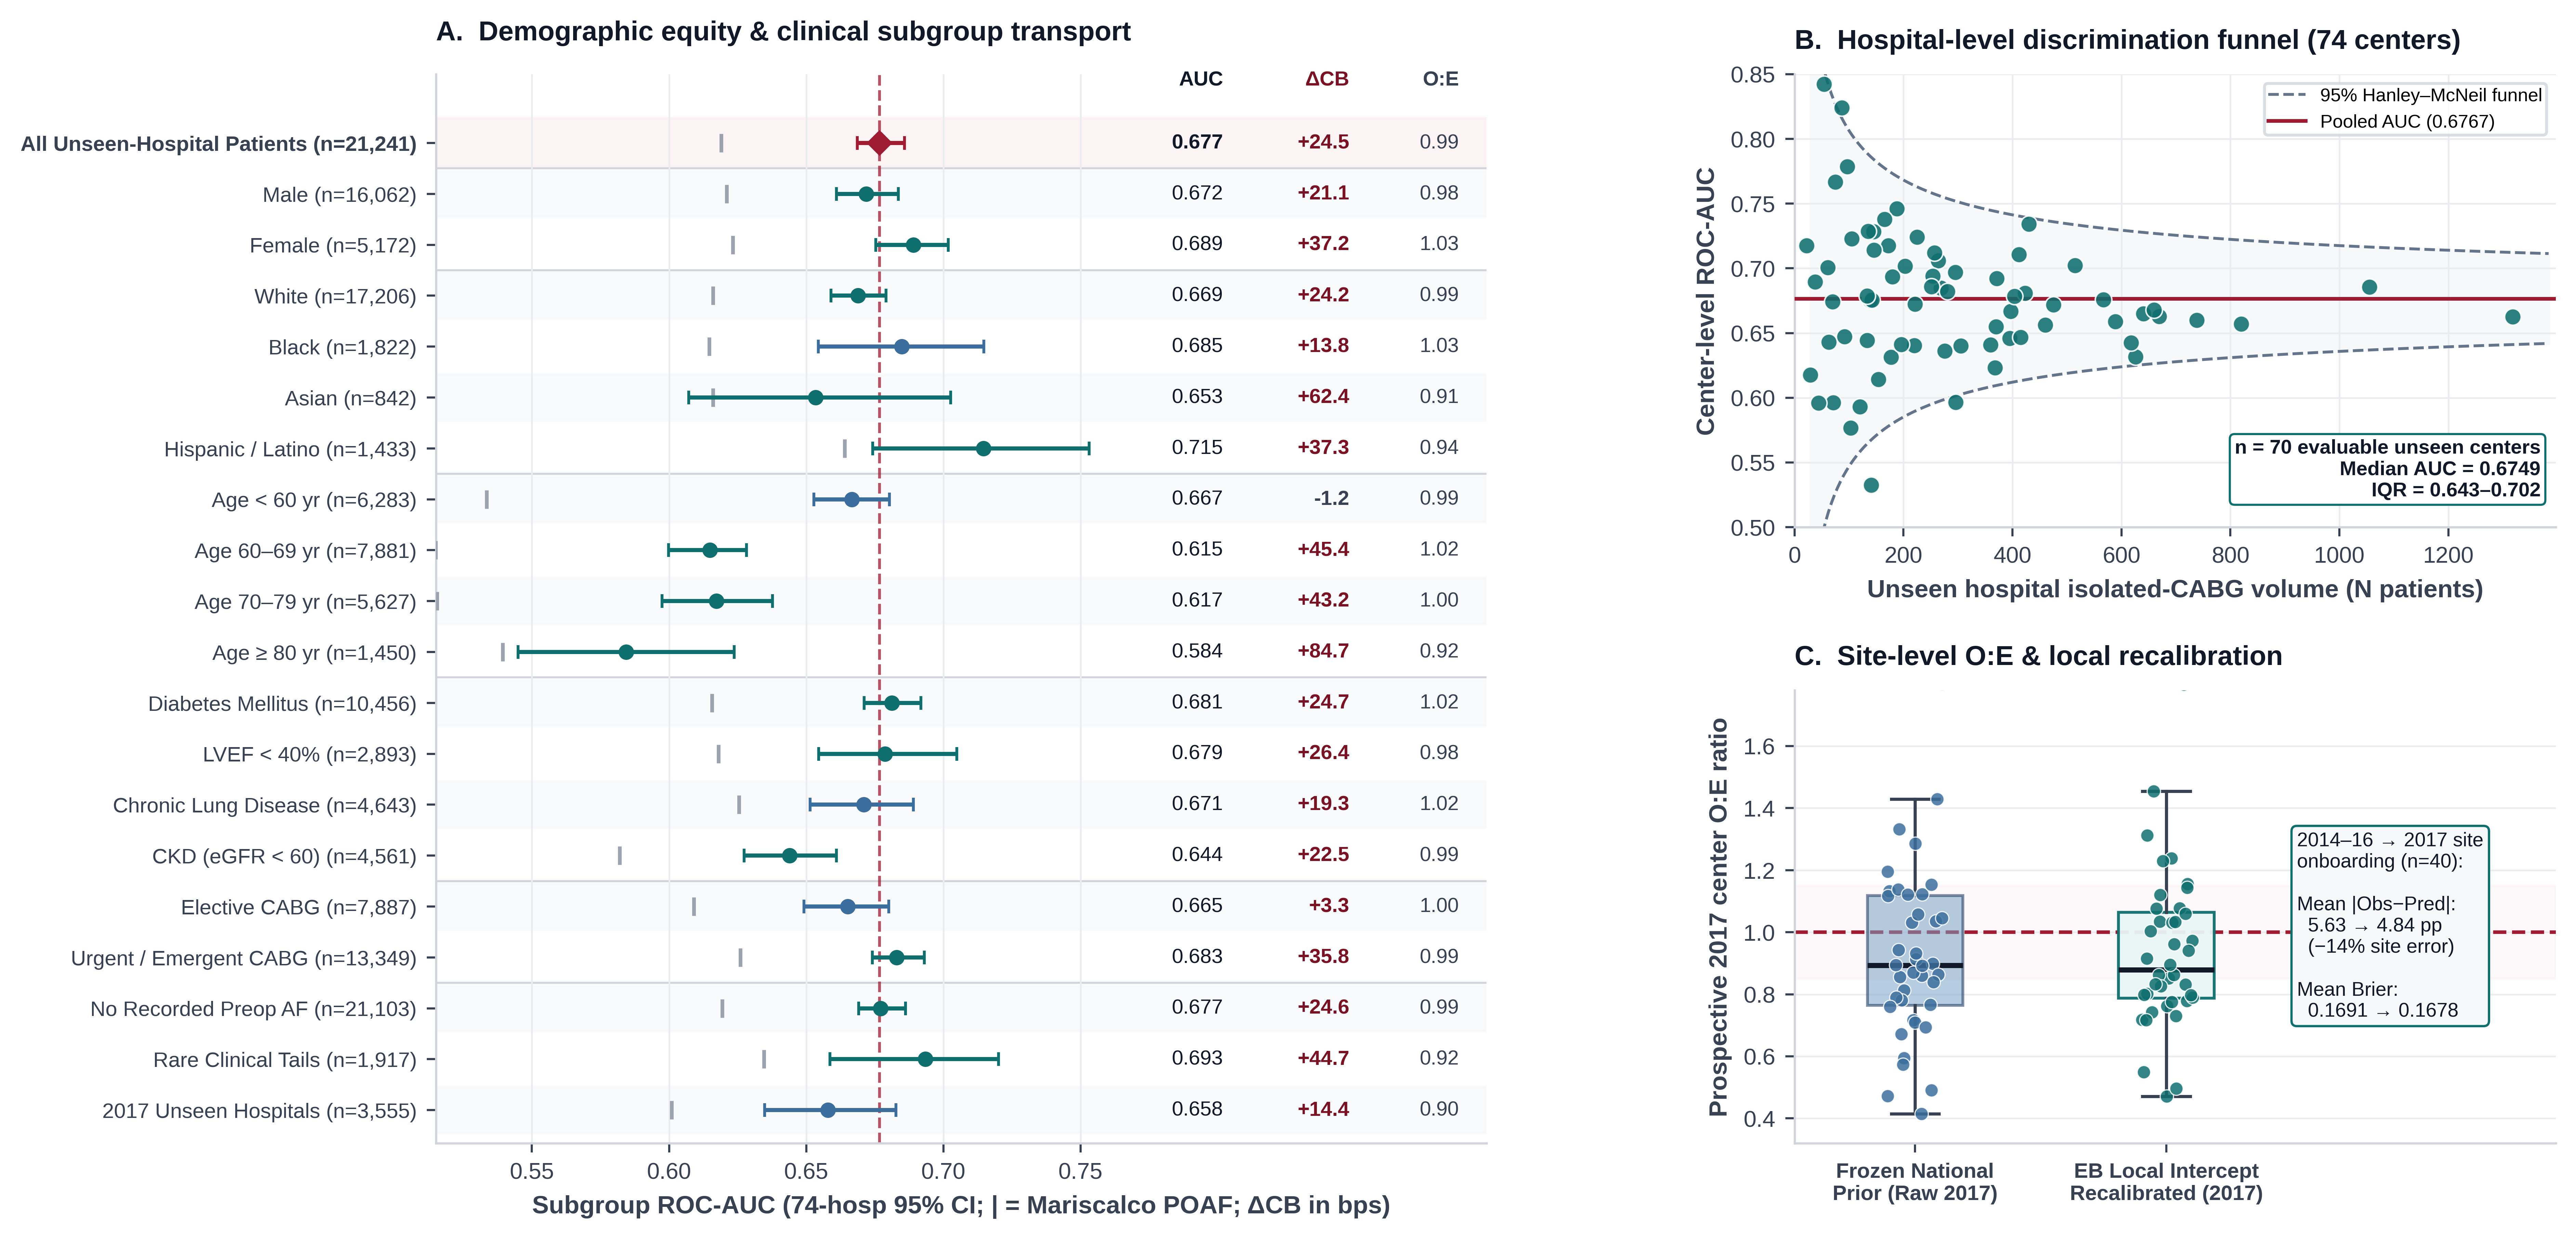 A. Demographic equity & clinical subgroup transport
AUC ΔCB O:E
All Unseen-Hospital Patients (n=21,241) 0.677 +24.5 0.99
Male (n=16,062) 0.672 +21.1 0.98
Female (n=5,172) 0.689 +37.2 1.03
White (n=17,206) 0.669 +24.2 0.99
Black (n=1,822) 0.685 +13.8 1.03
Asian (n=842) 0.653 +62.4 0.91
Hispanic / Latino (n=1,433) 0.715 +37.3 0.94
Age < 60 yr (n=6,283) 0.667 -1.2 0.99
Age 60–69 yr (n=7,881) 0.615 +45.4 1.02
Age 70–79 yr (n=5,627) 0.617 +43.2 1.00
Age ≥ 80 yr (n=1,450) 0.584 +84.7 0.92
Diabetes Mellitus (n=10,456) 0.681 +24.7 1.02
LVEF < 40% (n=2,893) 0.679 +26.4 0.98
Chronic Lung Disease (n=4,643) 0.671 +19.3 1.02
CKD (eGFR < 60) (n=4,561) 0.644 +22.5 0.99
Elective CABG (n=7,887) 0.665 +3.3 1.00
Urgent / Emergent CABG (n=13,349) 0.683 +35.8 0.99
No Recorded Preop AF (n=21,103) 0.677 +24.6 0.99
Rare Clinical Tails (n=1,917) 0.693 +44.7 0.92
2017 Unseen Hospitals (n=3,555) 0.658 +14.4 0.90
0.55 0.60 0.65 0.70 0.75
Subgroup ROC-AUC (74-hosp 95% CI; | = Mariscalco POAF; ΔCB in bps)
B. Hospital-level discrimination funnel (74 centers)
Center-level ROC-AUC
0.85
0.80
0.75
0.70
0.65
0.60
0.55
0.50
95% Hanley–McNeil funnel
Pooled AUC (0.6767)
n = 70 evaluable unseen centers
Median AUC = 0.6749
IQR = 0.643–0.702
0 200 400 600 800 1000 1200
Unseen hospital isolated-CABG volume (N patients)
C. Site-level O:E & local recalibration
Prospective 2017 center O:E ratio
1.6
1.4
1.2
1.0
0.8
0.6
0.4
2014–16 → 2017 site
onboarding (n=40):
Mean |Obs−Pred|:
5.63 → 4.84 pp
(−14% site error)
Mean Brier:
0.1691 → 0.1678
Frozen National
Prior (Raw 2017)
EB Local Intercept
Recalibrated (2017)